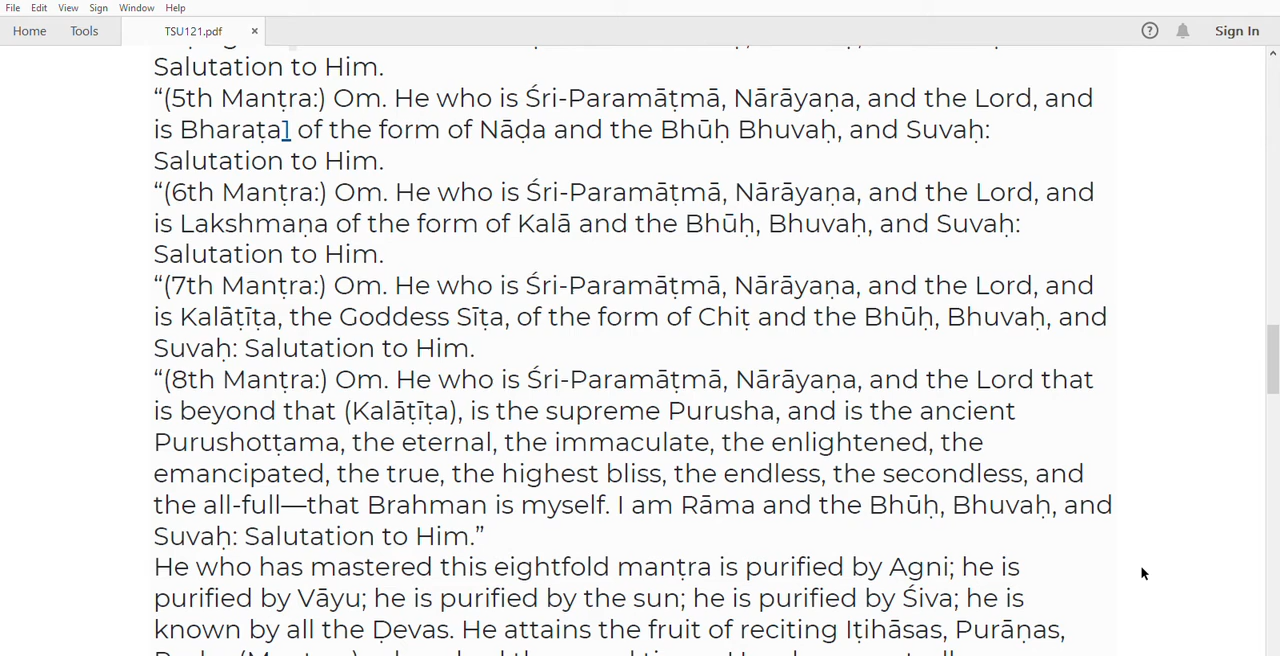 File Edit View Sign Window Help
Home Tools TSU121.pdf × ? Sign In
Salutation to Him.
“(5th Manṭra:) Om. He who is Śri-Paramāṭmā, Nārāyaṇa, and the Lord, and
is Bharaṭa1 of the form of Nāḍa and the Bhūḥ Bhuvaḥ, and Suvaḥ:
Salutation to Him.
“(6th Manṭra:) Om. He who is Śri-Paramāṭmā, Nārāyaṇa, and the Lord, and
is Lakshmaṇa of the form of Kalā and the Bhūḥ, Bhuvaḥ, and Suvaḥ:
Salutation to Him.
“(7th Manṭra:) Om. He who is Śri-Paramāṭmā, Nārāyaṇa, and the Lord, and
is Kalāṭīṭa, the Goddess Sīṭa, of the form of Chiṭ and the Bhūḥ, Bhuvaḥ, and
Suvaḥ: Salutation to Him.
“(8th Manṭra:) Om. He who is Śri-Paramāṭmā, Nārāyaṇa, and the Lord that
is beyond that (Kalāṭīṭa), is the supreme Purusha, and is the ancient
Purushoṭṭama, the eternal, the immaculate, the enlightened, the
emancipated, the true, the highest bliss, the endless, the secondless, and
the all-full—that Brahman is myself. I am Rāma and the Bhūḥ, Bhuvaḥ, and
Suvaḥ: Salutation to Him.”
He who has mastered this eightfold manṭra is purified by Agni; he is
purified by Vāyu; he is purified by the sun; he is purified by Śiva; he is
known by all the Ḍevas. He attains the fruit of reciting Iṭihāsas, Purāṇas,